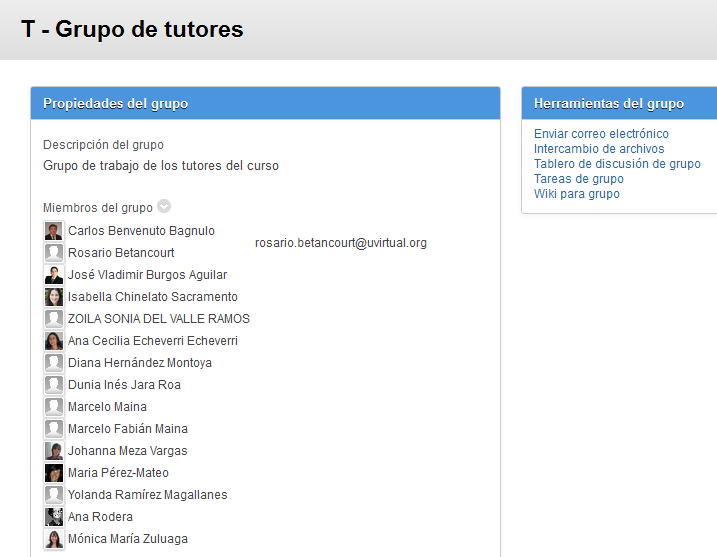 T - Grupo de tutores
Propiedades del grupo
Descripción del grupo
Grupo de trabajo de los tutores del curso
Miembros del grupo
Carlos Benvenuto Bagnulo
Rosario Betancourt
rosario.betancourt@uvirtual.org
José Vladimir Burgos Aguilar
Isabella Chinelato Sacramento
ZOILA SONIA DEL VALLE RAMOS
Ana Cecilia Echeverri Echeverri
Diana Hernández Montoya
Dunia Inés Jara Roa
Marcelo Maina
Marcelo Fabián Maina
Johanna Meza Vargas
Maria Pérez-Mateo
Yolanda Ramírez Magallanes
Ana Rodera
Mónica María Zuluaga
Herramientas del grupo
Enviar correo electrónico
Intercambio de archivos
Tablero de discusión de grupo
Tareas de grupo
Wiki para grupo